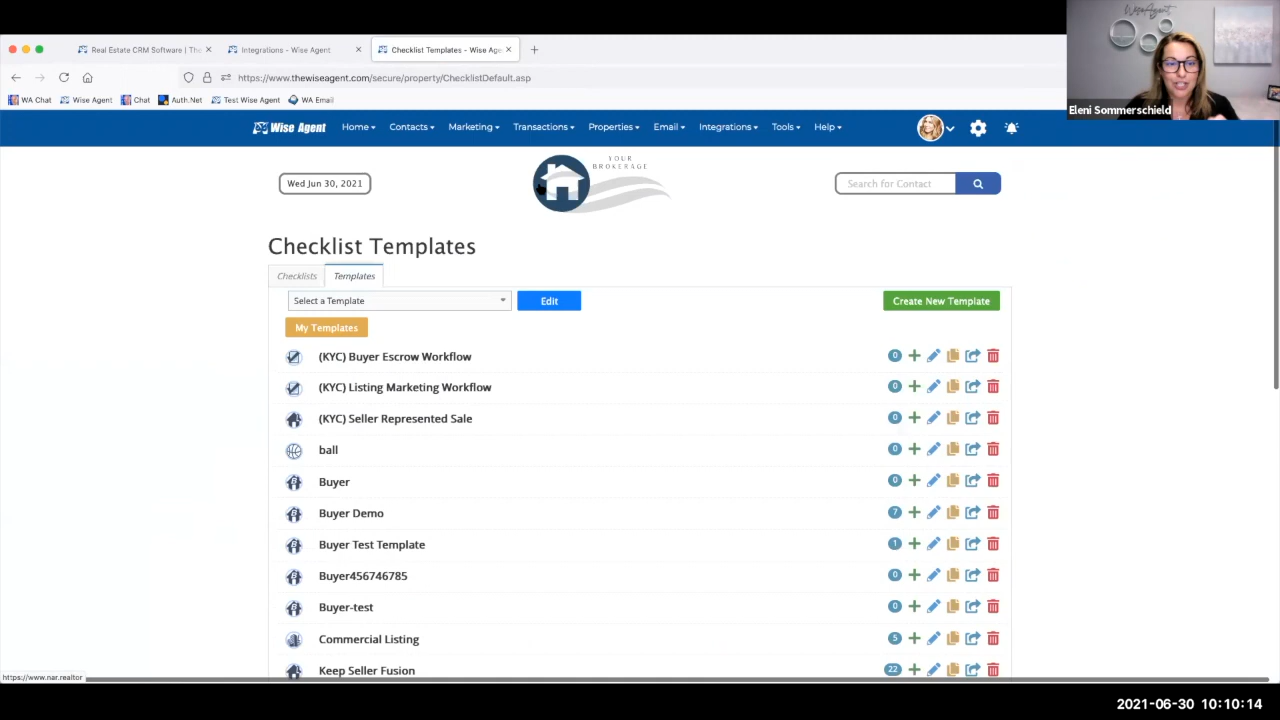 WiseAgent
Eleni Sommerschield
Real Estate CRM Software | The
Integrations - Wise Agent
Checklist Templates - Wise Age
https://www.thewiseagent.com/secure/property/ChecklistDefault.asp
WA Chat
Wise Agent
Chat
Auth.Net
Test Wise Agent
WA Email
Wise Agent
Home
Contacts
Marketing
Transactions
Properties
Email
Integrations
Tools
Help
Wed Jun 30, 2021
YOUR
BROKERAGE
Search for Contact
Checklist Templates
Checklists
Templates
Select a Template
Edit
Create New Template
My Templates
(KYC) Buyer Escrow Workflow 0
(KYC) Listing Marketing Workflow 0
(KYC) Seller Represented Sale 0
ball 0
Buyer 0
Buyer Demo 7
Buyer Test Template 1
Buyer456746785 0
Buyer-test 0
Commercial Listing 5
Keep Seller Fusion 22
https://www.nar.realtor
2021-06-30 10:10:14